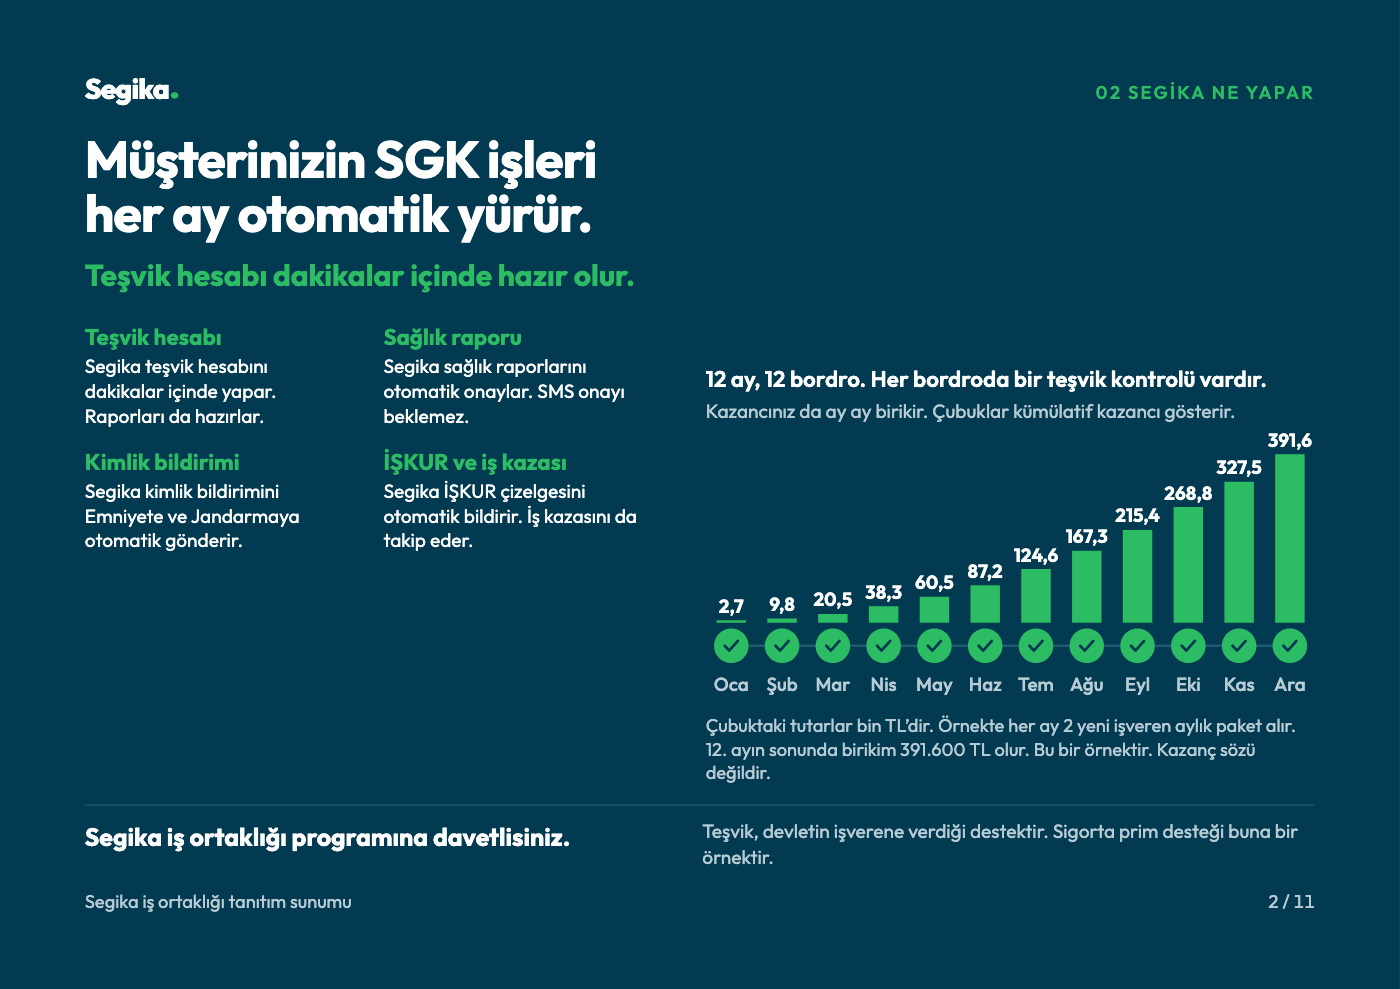 Segika.
02 SEGİKA NE YAPAR
Müşterinizin SGK işleri
her ay otomatik yürür.
Teşvik hesabı dakikalar içinde hazır olur.
Teşvik hesabı
Segika teşvik hesabını
dakikalar içinde yapar.
Raporları da hazırlar.
Sağlık raporu
Segika sağlık raporlarını
otomatik onaylar. SMS onayı
beklemez.
Kimlik bildirimi
Segika kimlik bildirimini
Emniyete ve Jandarmaya
otomatik gönderir.
İŞKUR ve iş kazası
Segika İŞKUR çizelgesini
otomatik bildirir. İş kazasını da
takip eder.
12 ay, 12 bordro. Her bordroda bir teşvik kontrolü vardır.
Kazancınız da ay ay birikir. Çubuklar kümülatif kazancı gösterir.
2,7 9,8 20,5 38,3 60,5 87,2 124,6 167,3 215,4 268,8 327,5 391,6
Oca Şub Mar Nis May Haz Tem Ağu Eyl Eki Kas Ara
Çubuktaki tutarlar bin TL’dir. Örnekte her ay 2 yeni işveren aylık paket alır.
12. ayın sonunda birikim 391.600 TL olur. Bu bir örnektir. Kazanç sözü
değildir.
Segika iş ortaklığı programına davetlisiniz.
Teşvik, devletin işverene verdiği destektir. Sigorta prim desteği buna bir
örnektir.
Segika iş ortaklığı tanıtım sunumu
2 / 11